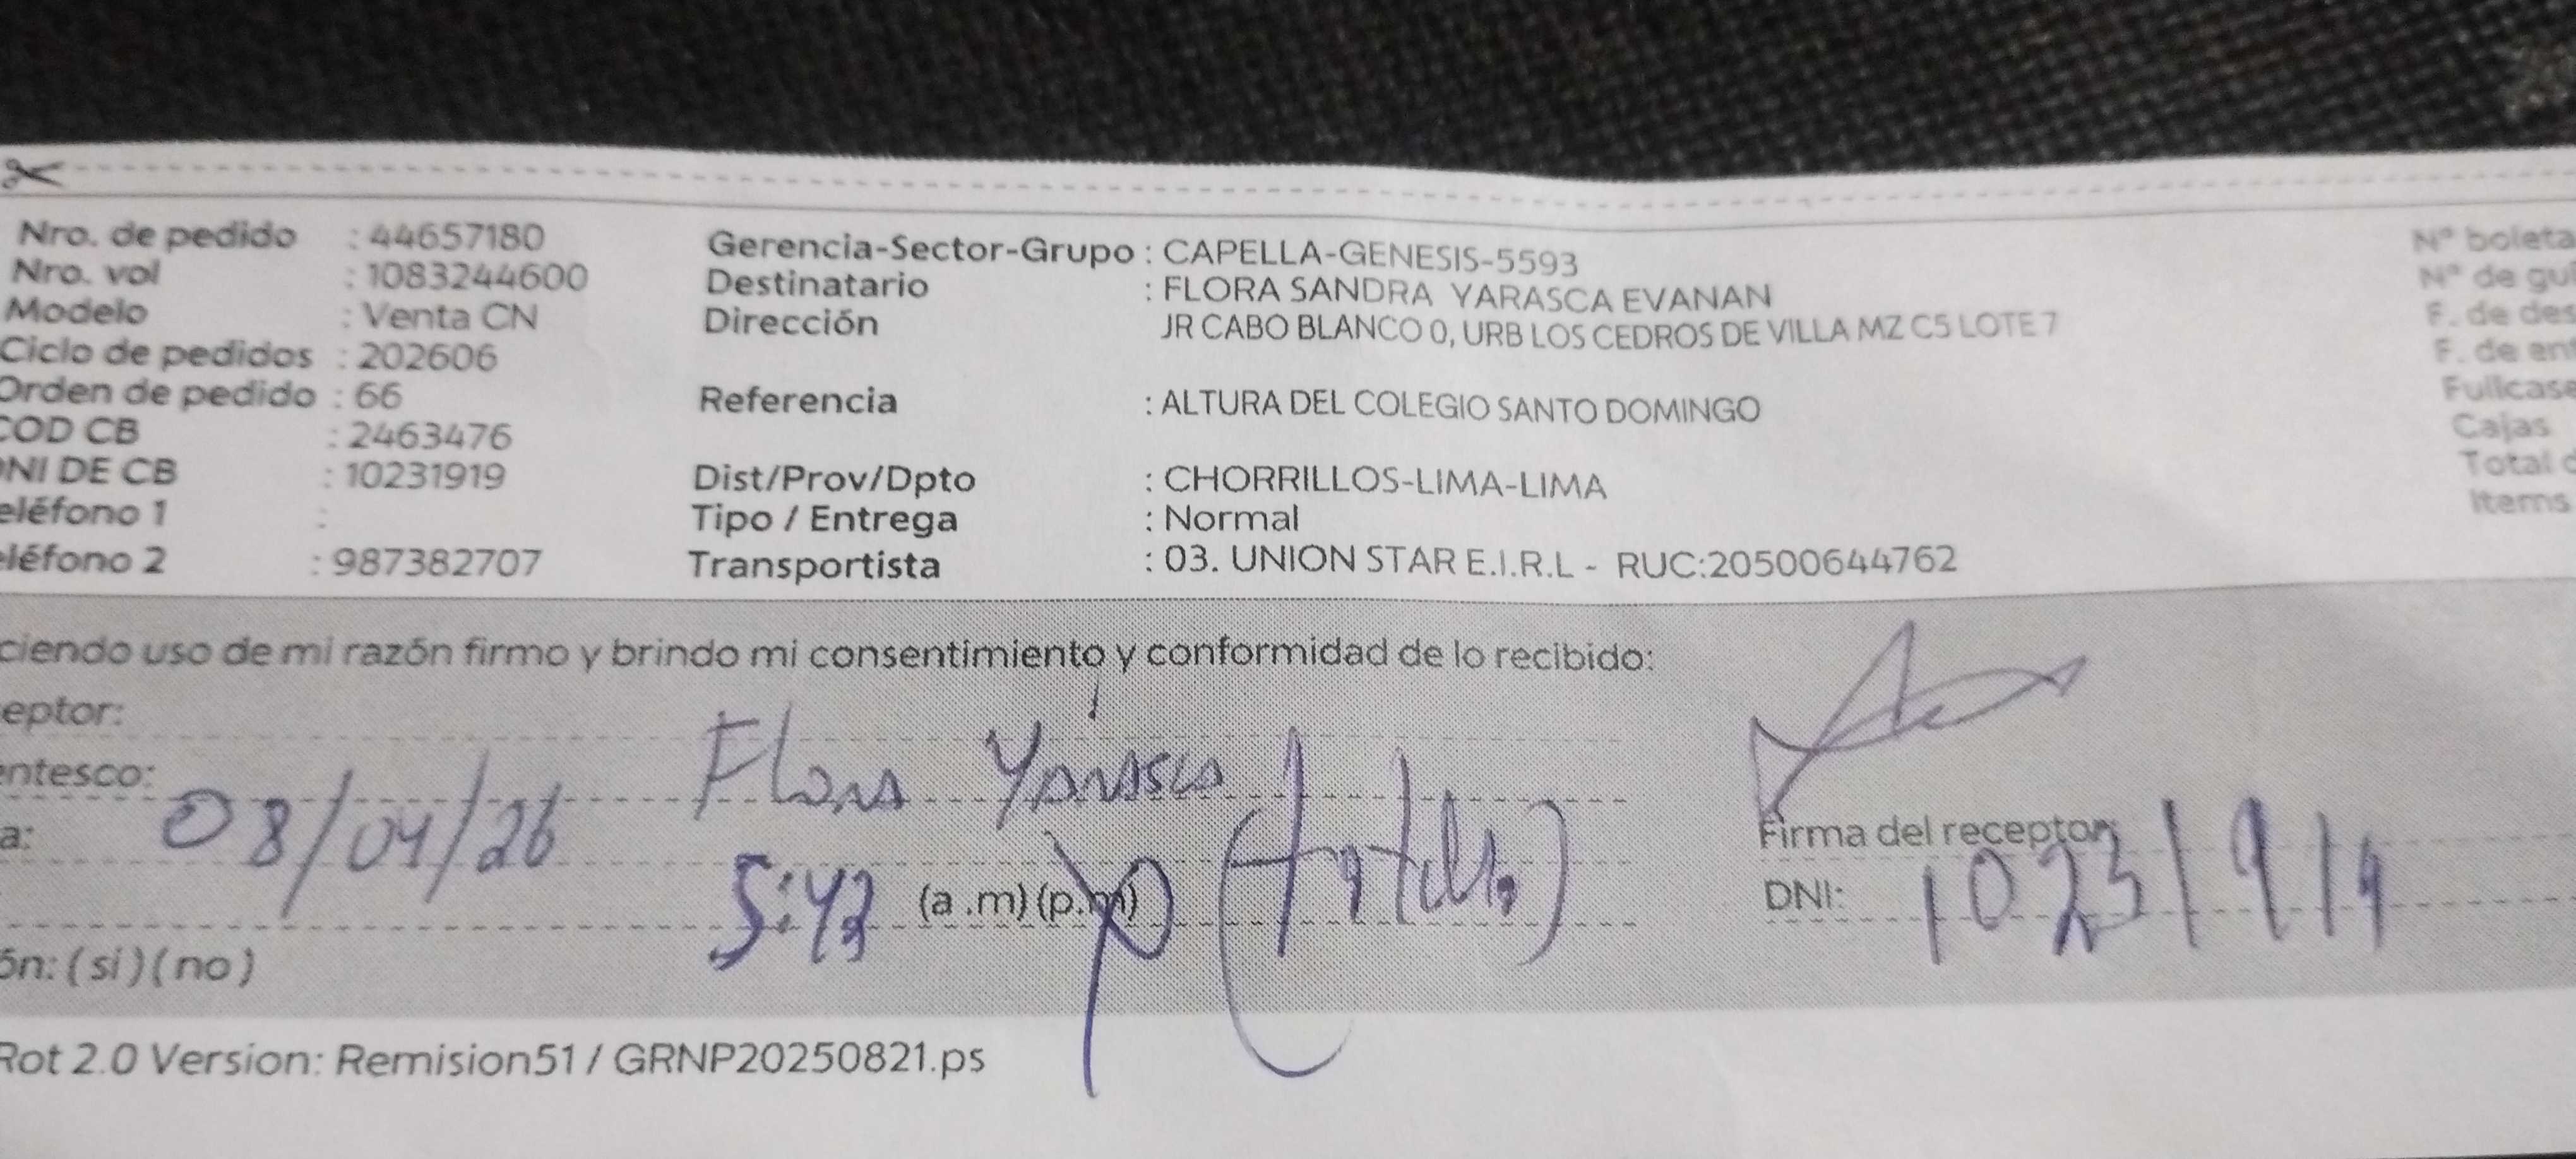 Nro. de pedido : 44657180
Nro. vol : 1083244600
Modelo : Venta CN
Ciclo de pedidos : 202606
Orden de pedido : 66
COD CB : 2463476
DNI DE CB : 10231919
eléfono 1 :
eléfono 2 : 987382707
Gerencia-Sector-Grupo : CAPELLA-GENESIS-5593
Destinatario : FLORA SANDRA YARASCA EVANAN
Dirección JR CABO BLANCO 0, URB LOS CEDROS DE VILLA MZ C5 LOTE 7
Referencia : ALTURA DEL COLEGIO SANTO DOMINGO
Dist/Prov/Dpto : CHORRILLOS-LIMA-LIMA
Tipo / Entrega : Normal
Transportista : 03. UNION STAR E.I.R.L - RUC:20500644762
N° boleta
N° de gu
F. de des
F. de en
Fullcase
Cajas
Total d
Items
ciendo uso de mi razón firmo y brindo mi consentimiento y conformidad de lo recibido:
eptor: Flora Yarasca
entesco:
a: 08/04/26
5:43 (a .m) (p.m)
ón: ( si ) ( no )
Firma del receptor
DNI: 10231919
Rot 2.0 Version: Remision51 / GRNP20250821.ps